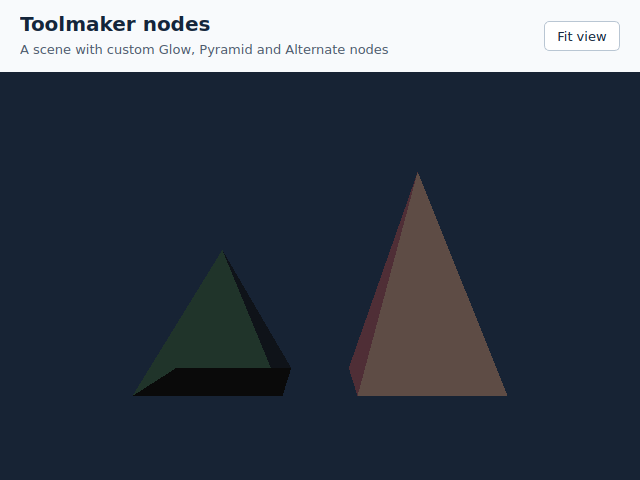 Toolmaker nodes
A scene with custom Glow, Pyramid and Alternate nodes
Fit view